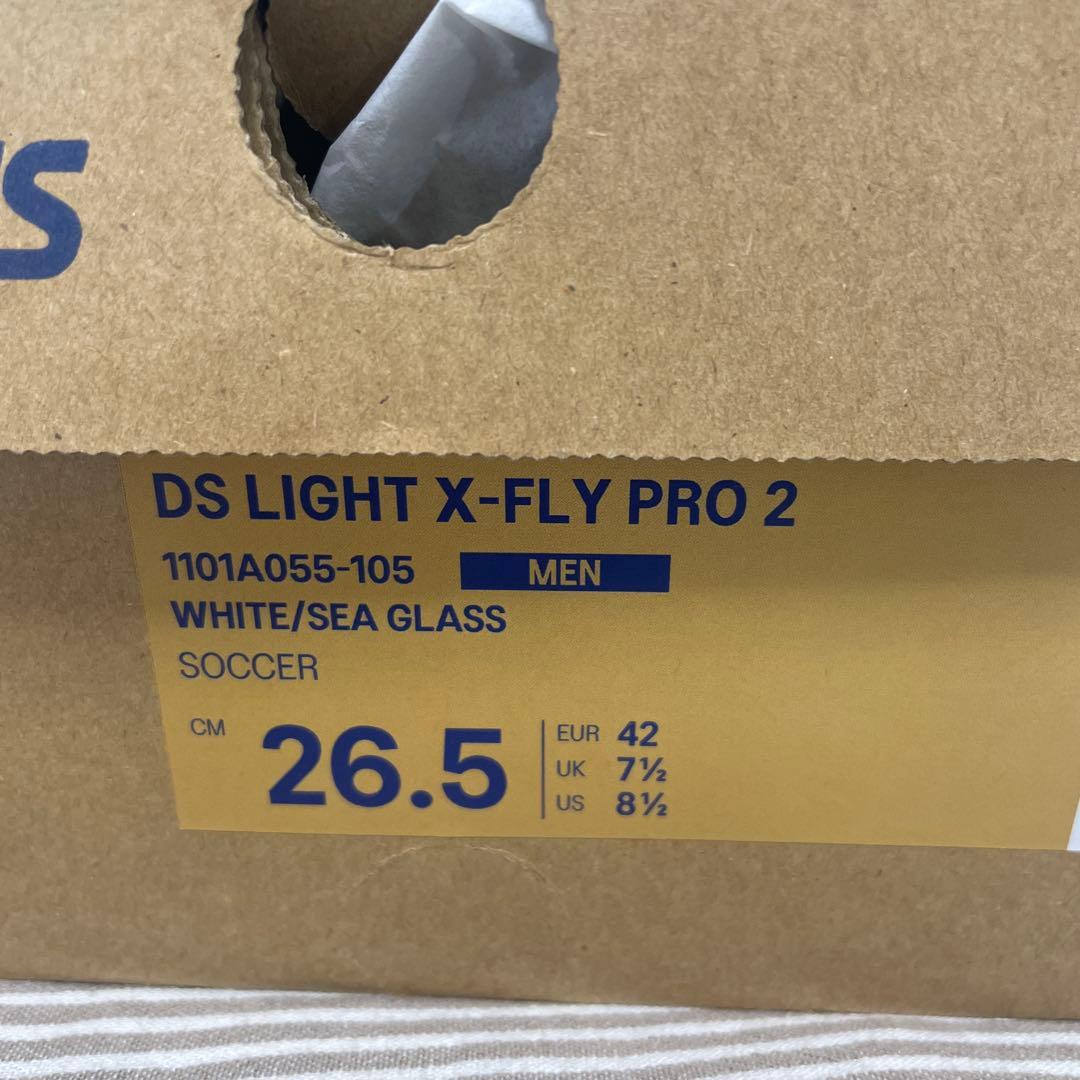 S
DS LIGHT X-FLY PRO 2
1101A055-105 MEN
WHITE/SEA GLASS
SOCCER
CM 26.5
EUR 42
UK 7½
US 8½